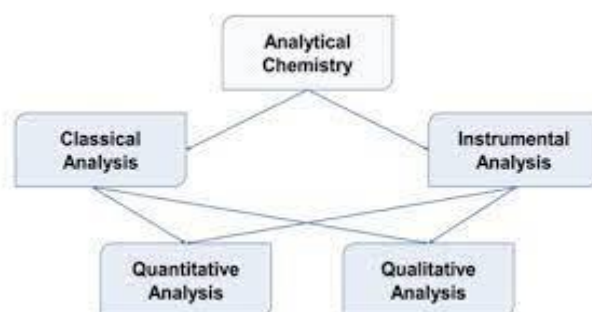 Analytical
Chemistry
Classical
Analysis
Instrumental
Analysis
Quantitative
Analysis
Qualitative
Analysis